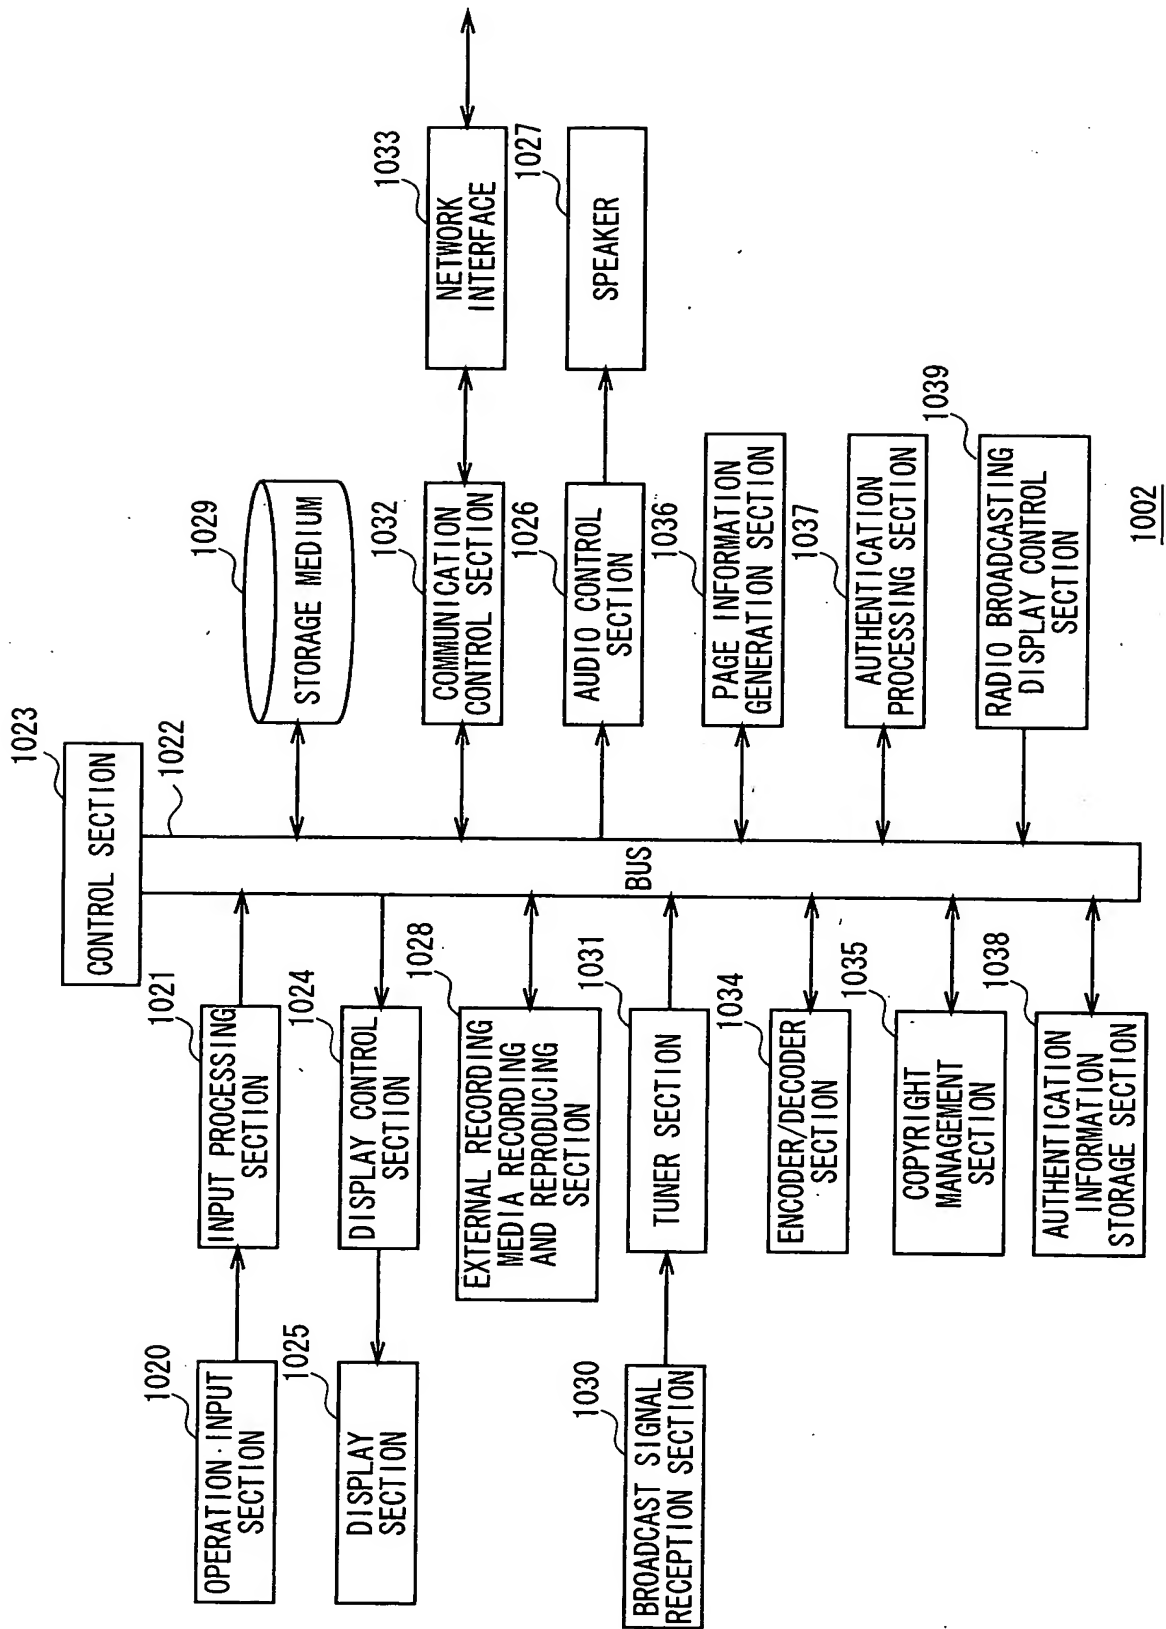 1023
CONTROL SECTION
1022
BUS
1020
OPERATION·INPUT
SECTION
1021
INPUT PROCESSING
SECTION
1025
DISPLAY
SECTION
1024
DISPLAY CONTROL
SECTION
1028
EXTERNAL RECORDING
MEDIA RECORDING
AND REPRODUCING
SECTION
1030
BROADCAST SIGNAL
RECEPTION SECTION
1031
TUNER SECTION
1034
ENCODER/DECODER
SECTION
1035
COPYRIGHT
MANAGEMENT
SECTION
1038
AUTHENTICATION
INFORMATION
STORAGE SECTION
1029
STORAGE MEDIUM
1032
COMMUNICATION
CONTROL SECTION
1033
NETWORK
INTERFACE
1026
AUDIO CONTROL
SECTION
1027
SPEAKER
1036
PAGE INFORMATION
GENERATION SECTION
1037
AUTHENTICATION
PROCESSING SECTION
1039
RADIO BROADCASTING
DISPLAY CONTROL
SECTION
1002